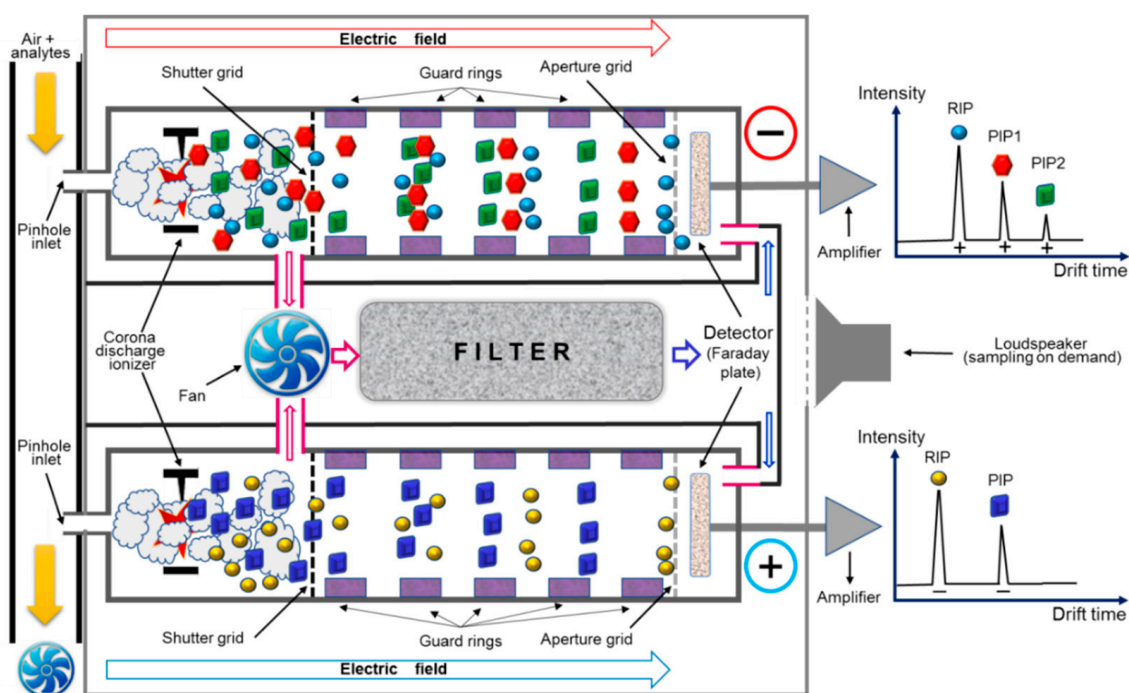 Air +
analytes
Electric field
Shutter grid
Guard rings
Aperture grid
−
Intensity
RIP
PIP1
PIP2
Pinhole
inlet
Amplifier
+ + +
Drift time
Corona
discharge
ionizer
Fan
FILTER
Detector
(Faraday
plate)
Loudspeaker
(sampling on demand)
Pinhole
inlet
Intensity
RIP
PIP
+
Amplifier
− −
Drift time
Shutter grid
Guard rings
Aperture grid
Electric field